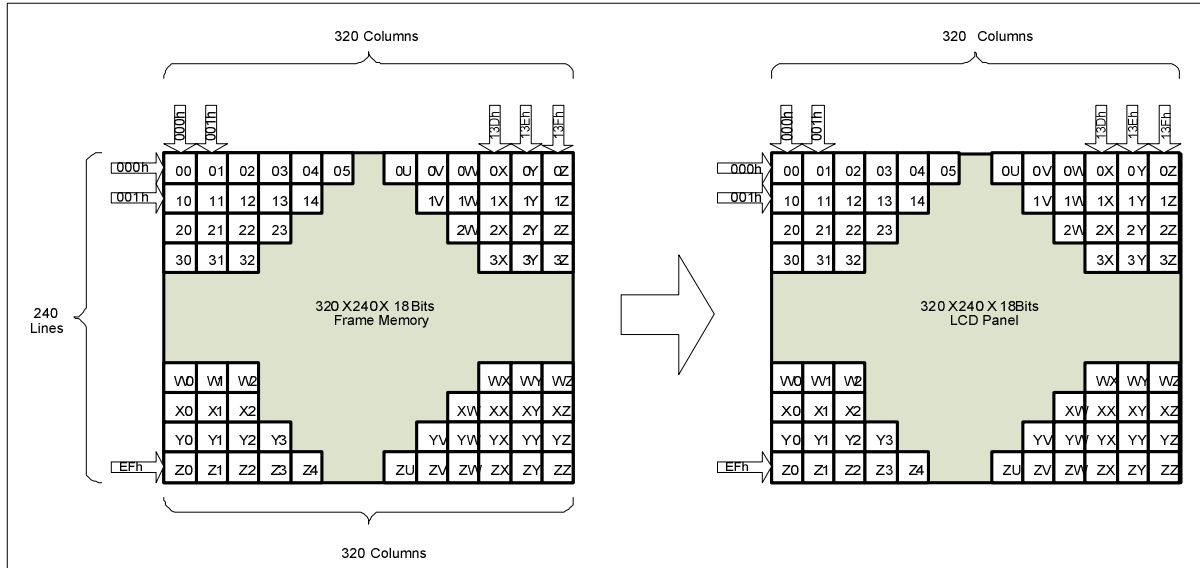 320 Columns 320 Columns
000h 001h 13Dh 13Eh 13Fh 000h 001h 13Dh 13Eh 13Fh
000h 00 01 02 03 04 05 0U 0V 0W 0X 0Y 0Z 000h 00 01 02 03 04 05 0U 0V 0W 0X 0Y 0Z
001h 10 11 12 13 14 1V 1W 1X 1Y 1Z 001h 10 11 12 13 14 1V 1W 1X 1Y 1Z
20 21 22 23 2W 2X 2Y 2Z 20 21 22 23 2W 2X 2Y 2Z
30 31 32 3X 3Y 3Z 30 31 32 3X 3Y 3Z
240 320 X240 X 18 Bits 320 X 240 X 18Bits
Lines Frame Memory LCD Panel
W0 W1 W2 WX WY WZ W0 W1 W2 WX WY WZ
X0 X1 X2 XW XX XY XZ X0 X1 X2 XW XX XY XZ
Y0 Y1 Y2 Y3 YV YW YX YY YZ Y0 Y1 Y2 Y3 YV YW YX YY YZ
EFh Z0 Z1 Z2 Z3 Z4 ZU ZV ZW ZX ZY ZZ EFh Z0 Z1 Z2 Z3 Z4 ZU ZV ZW ZX ZY ZZ
320 Columns